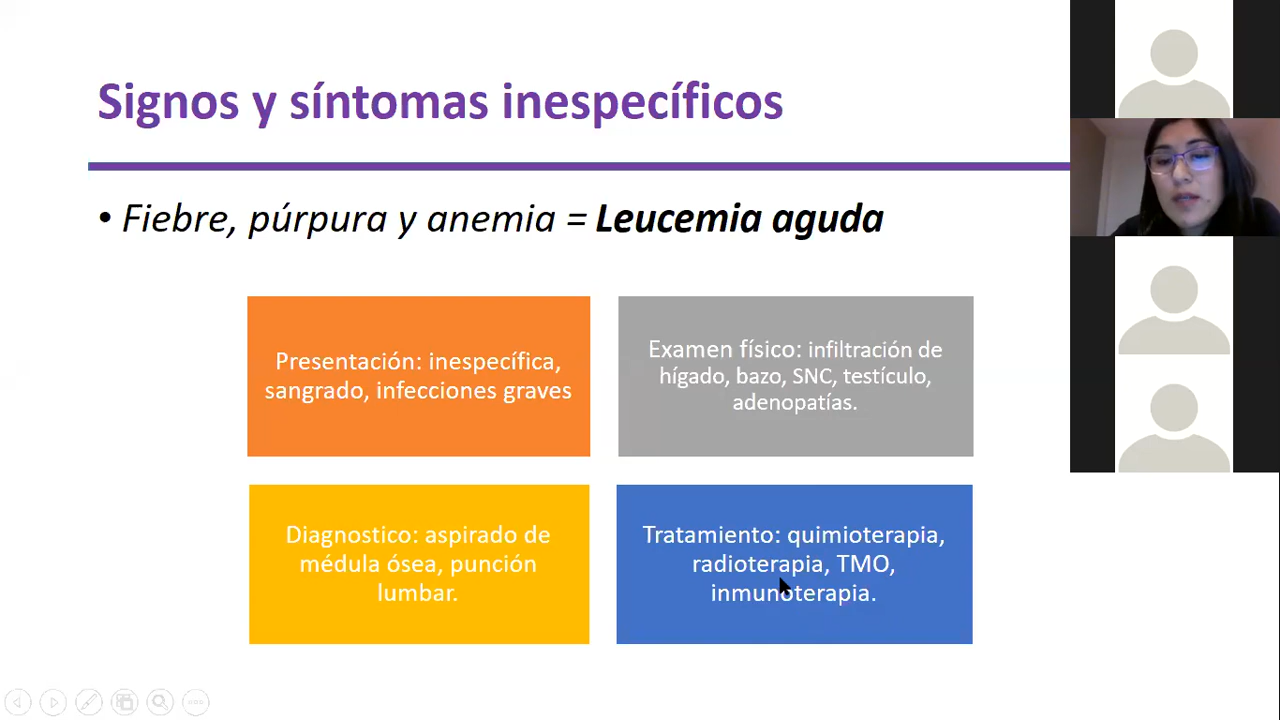 Signos y síntomas inespecíficos
• Fiebre, púrpura y anemia = Leucemia aguda
Presentación: inespecífica,
sangrado, infecciones graves
Examen físico: infiltración de
hígado, bazo, SNC, testículo,
adenopatías.
Diagnostico: aspirado de
médula ósea, punción
lumbar.
Tratamiento: quimioterapia,
radioterapia, TMO,
inmunoterapia.